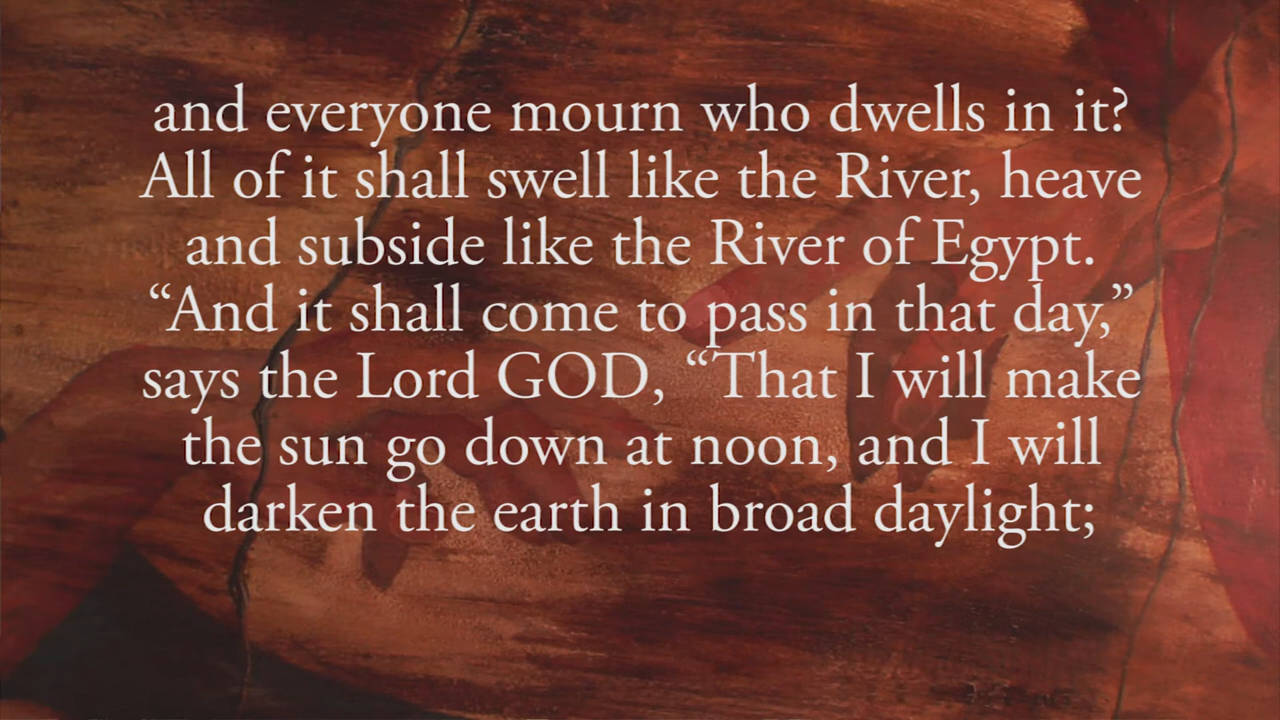 and everyone mourn who dwells in it?
All of it shall swell like the River, heave
and subside like the River of Egypt.
“And it shall come to pass in that day,”
says the Lord GOD, “That I will make
the sun go down at noon, and I will
darken the earth in broad daylight;